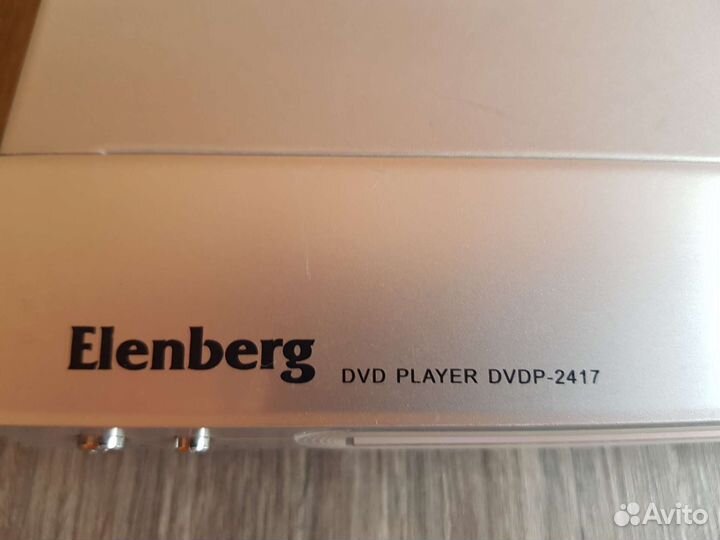 Elenberg DVD PLAYER DVDP-2417
Avito